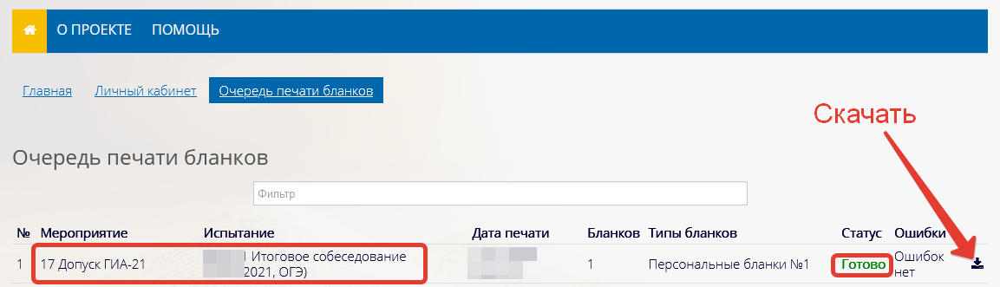 О ПРОЕКТЕ ПОМОЩЬ
Главная Личный кабинет Очередь печати бланков
Скачать
Очередь печати бланков
Фильтр
№ Мероприятие Испытание Дата печати Бланков Типы бланков Статус Ошибки
1 17 Допуск ГИА-21 Итоговое собеседование 1 Персональные бланки №1 Готово Ошибок
2021, ОГЭ) нет